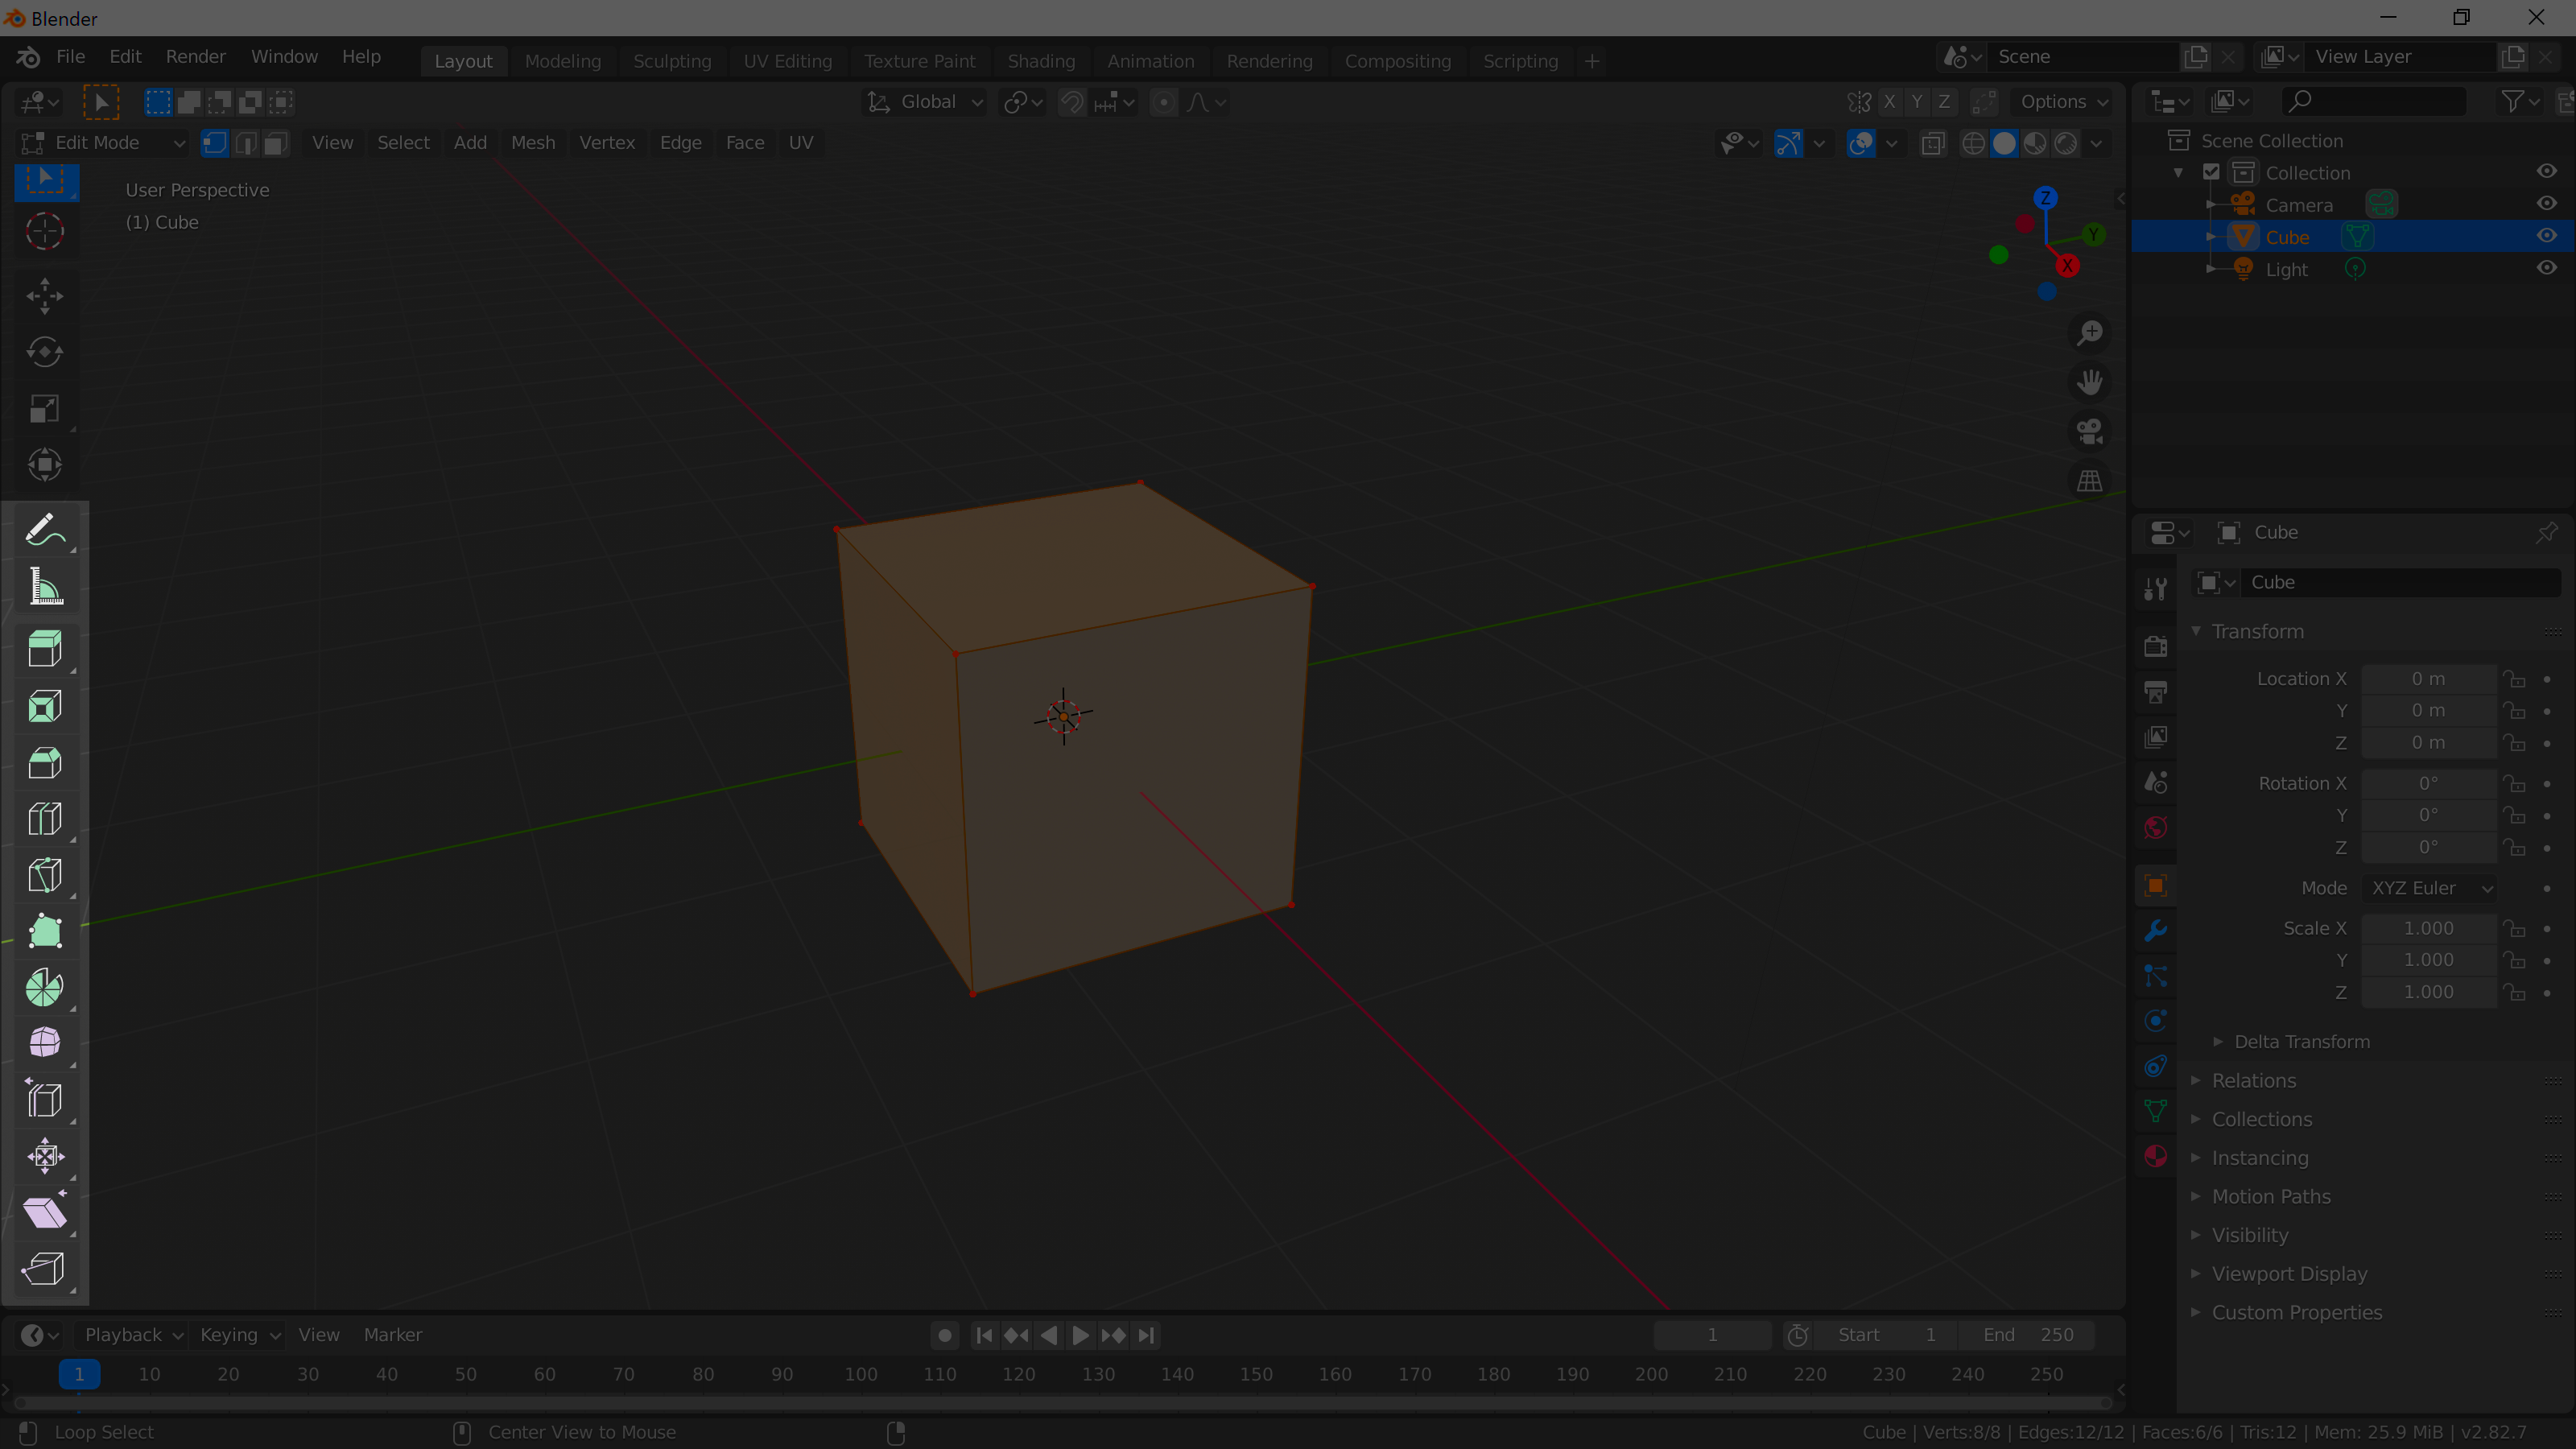 Blender
File Edit Render Window Help Layout Modeling Sculpting UV Editing Texture Paint Shading Animation Rendering Compositing Scripting + Scene View Layer
Global X Y Z Options
Edit Mode View Select Add Mesh Vertex Edge Face UV
User Perspective
(1) Cube
Z
Y
X
Scene Collection
Collection
Camera
Cube
Light
Cube
Cube
Transform
Location X 0 m
Y 0 m
Z 0 m
Rotation X 0°
Y 0°
Z 0°
Mode XYZ Euler
Scale X 1.000
Y 1.000
Z 1.000
Delta Transform
Relations
Collections
Instancing
Motion Paths
Visibility
Viewport Display
Custom Properties
Playback Keying View Marker 1 Start 1 End 250
1 10 20 30 40 50 60 70 80 90 100 110 120 130 140 150 160 170 180 190 200 210 220 230 240 250
Loop Select Center View to Mouse Cube | Verts:8/8 | Edges:12/12 | Faces:6/6 | Tris:12 | Mem: 25.9 MiB | v2.82.7